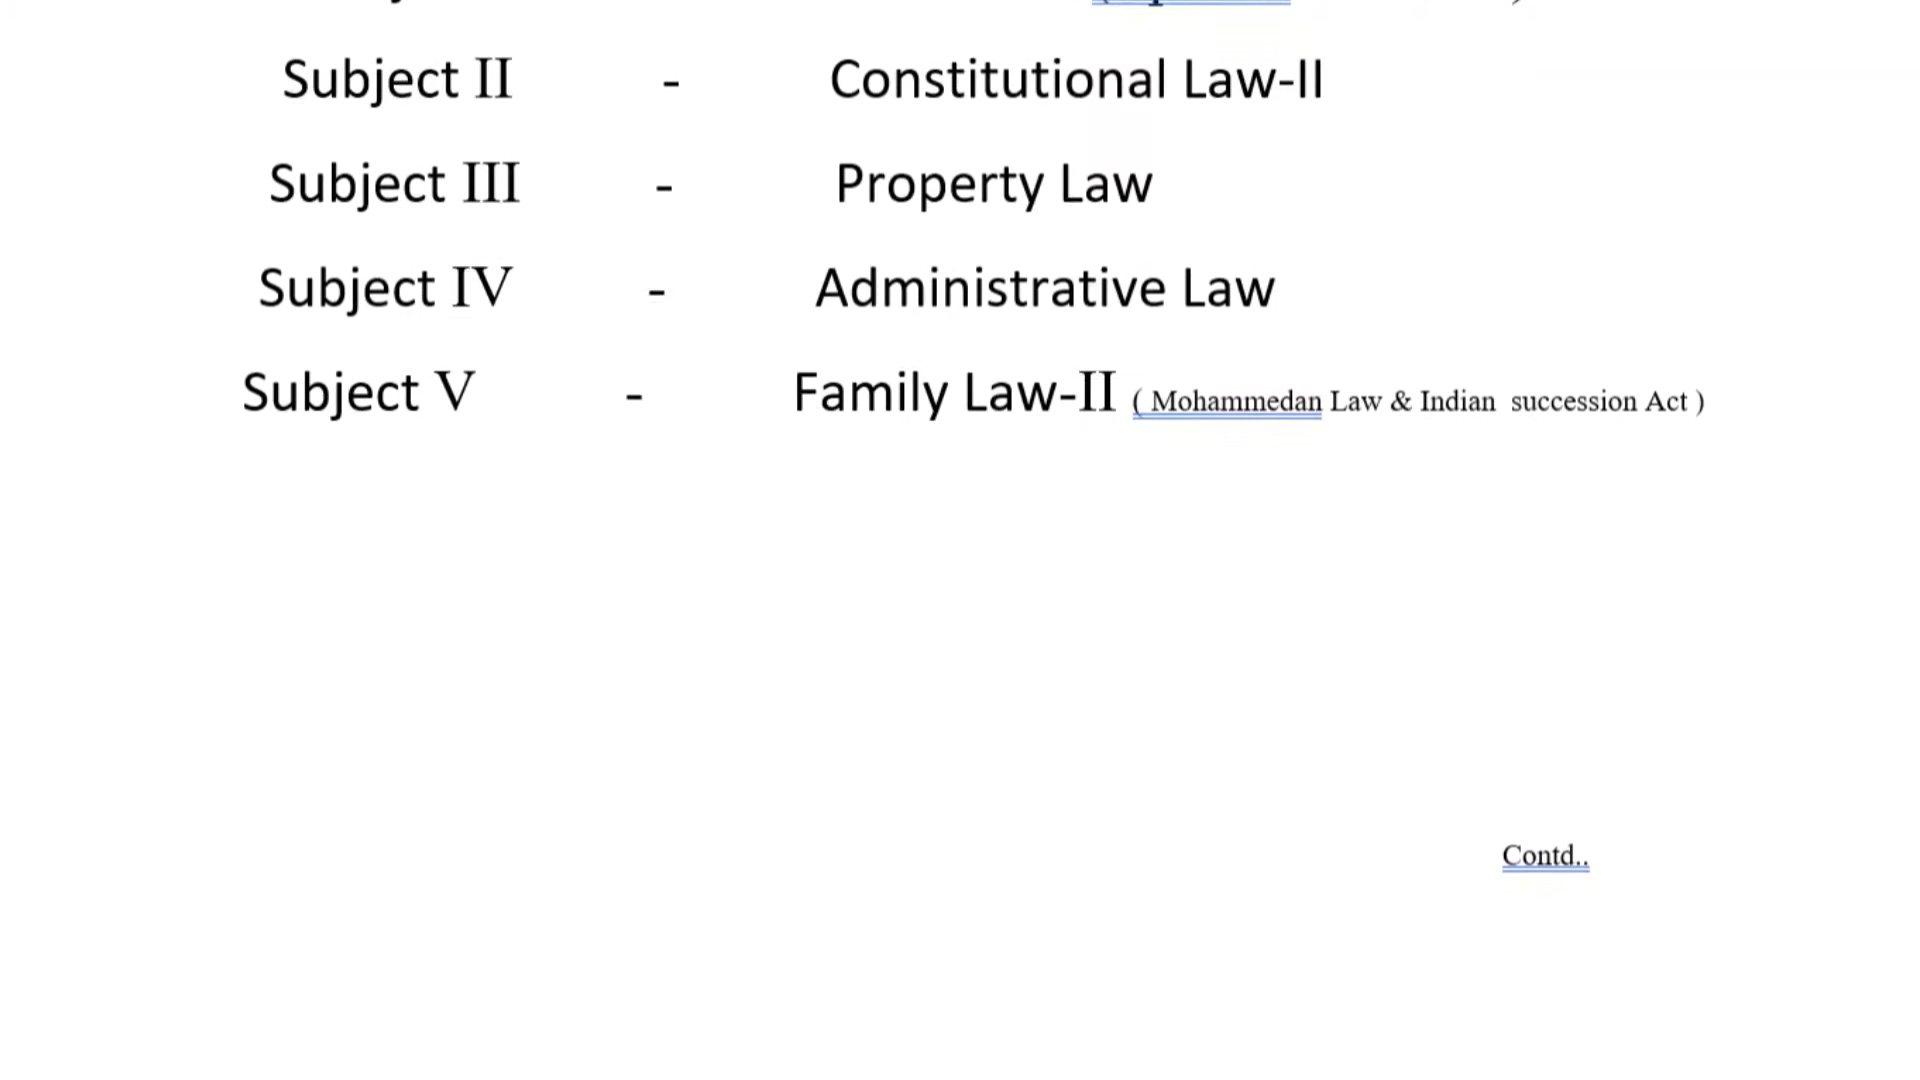 Subject II - Constitutional Law-II
Subject III - Property Law
Subject IV - Administrative Law
Subject V - Family Law-II ( Mohammedan Law & Indian succession Act )
Contd..